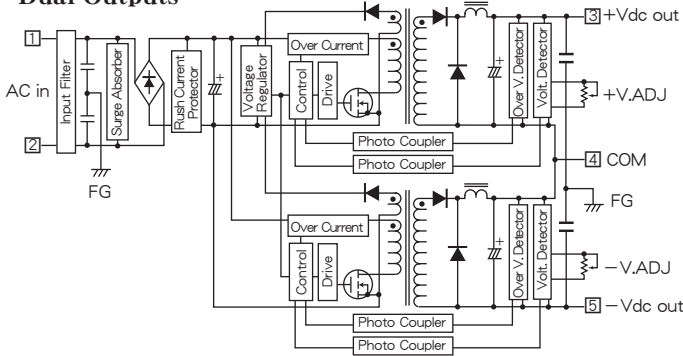 Dual Outputs
1
AC in
2
Input Filter
FG
Surge Absorber
Rush Current
Protector
+
Voltage
Regulator
Over Current
Control
Drive
Photo Coupler
Photo Coupler
+
Over V. Detector
Volt. Detector
3 +Vdc out
+V.ADJ
4 COM
FG
Over Current
Control
Drive
Photo Coupler
Photo Coupler
+
Over V. Detector
Volt. Detector
−V.ADJ
5 −Vdc out